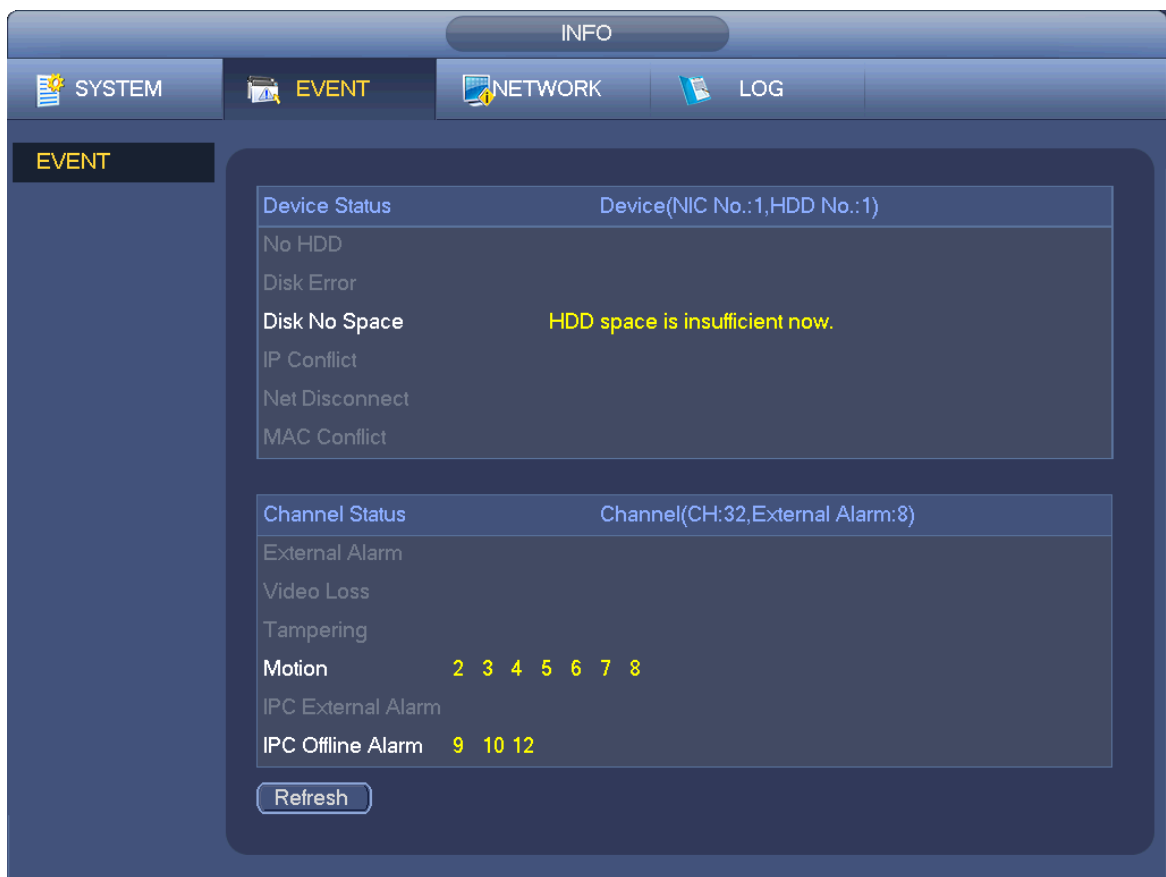 INFO
SYSTEM EVENT NETWORK LOG
EVENT
Device Status Device(NIC No.:1,HDD No.:1)
No HDD
Disk Error
Disk No Space HDD space is insufficient now.
IP Conflict
Net Disconnect
MAC Conflict
Channel Status Channel(CH:32,External Alarm:8)
External Alarm
Video Loss
Tampering
Motion 2 3 4 5 6 7 8
IPC External Alarm
IPC Offline Alarm 9 10 12
Refresh